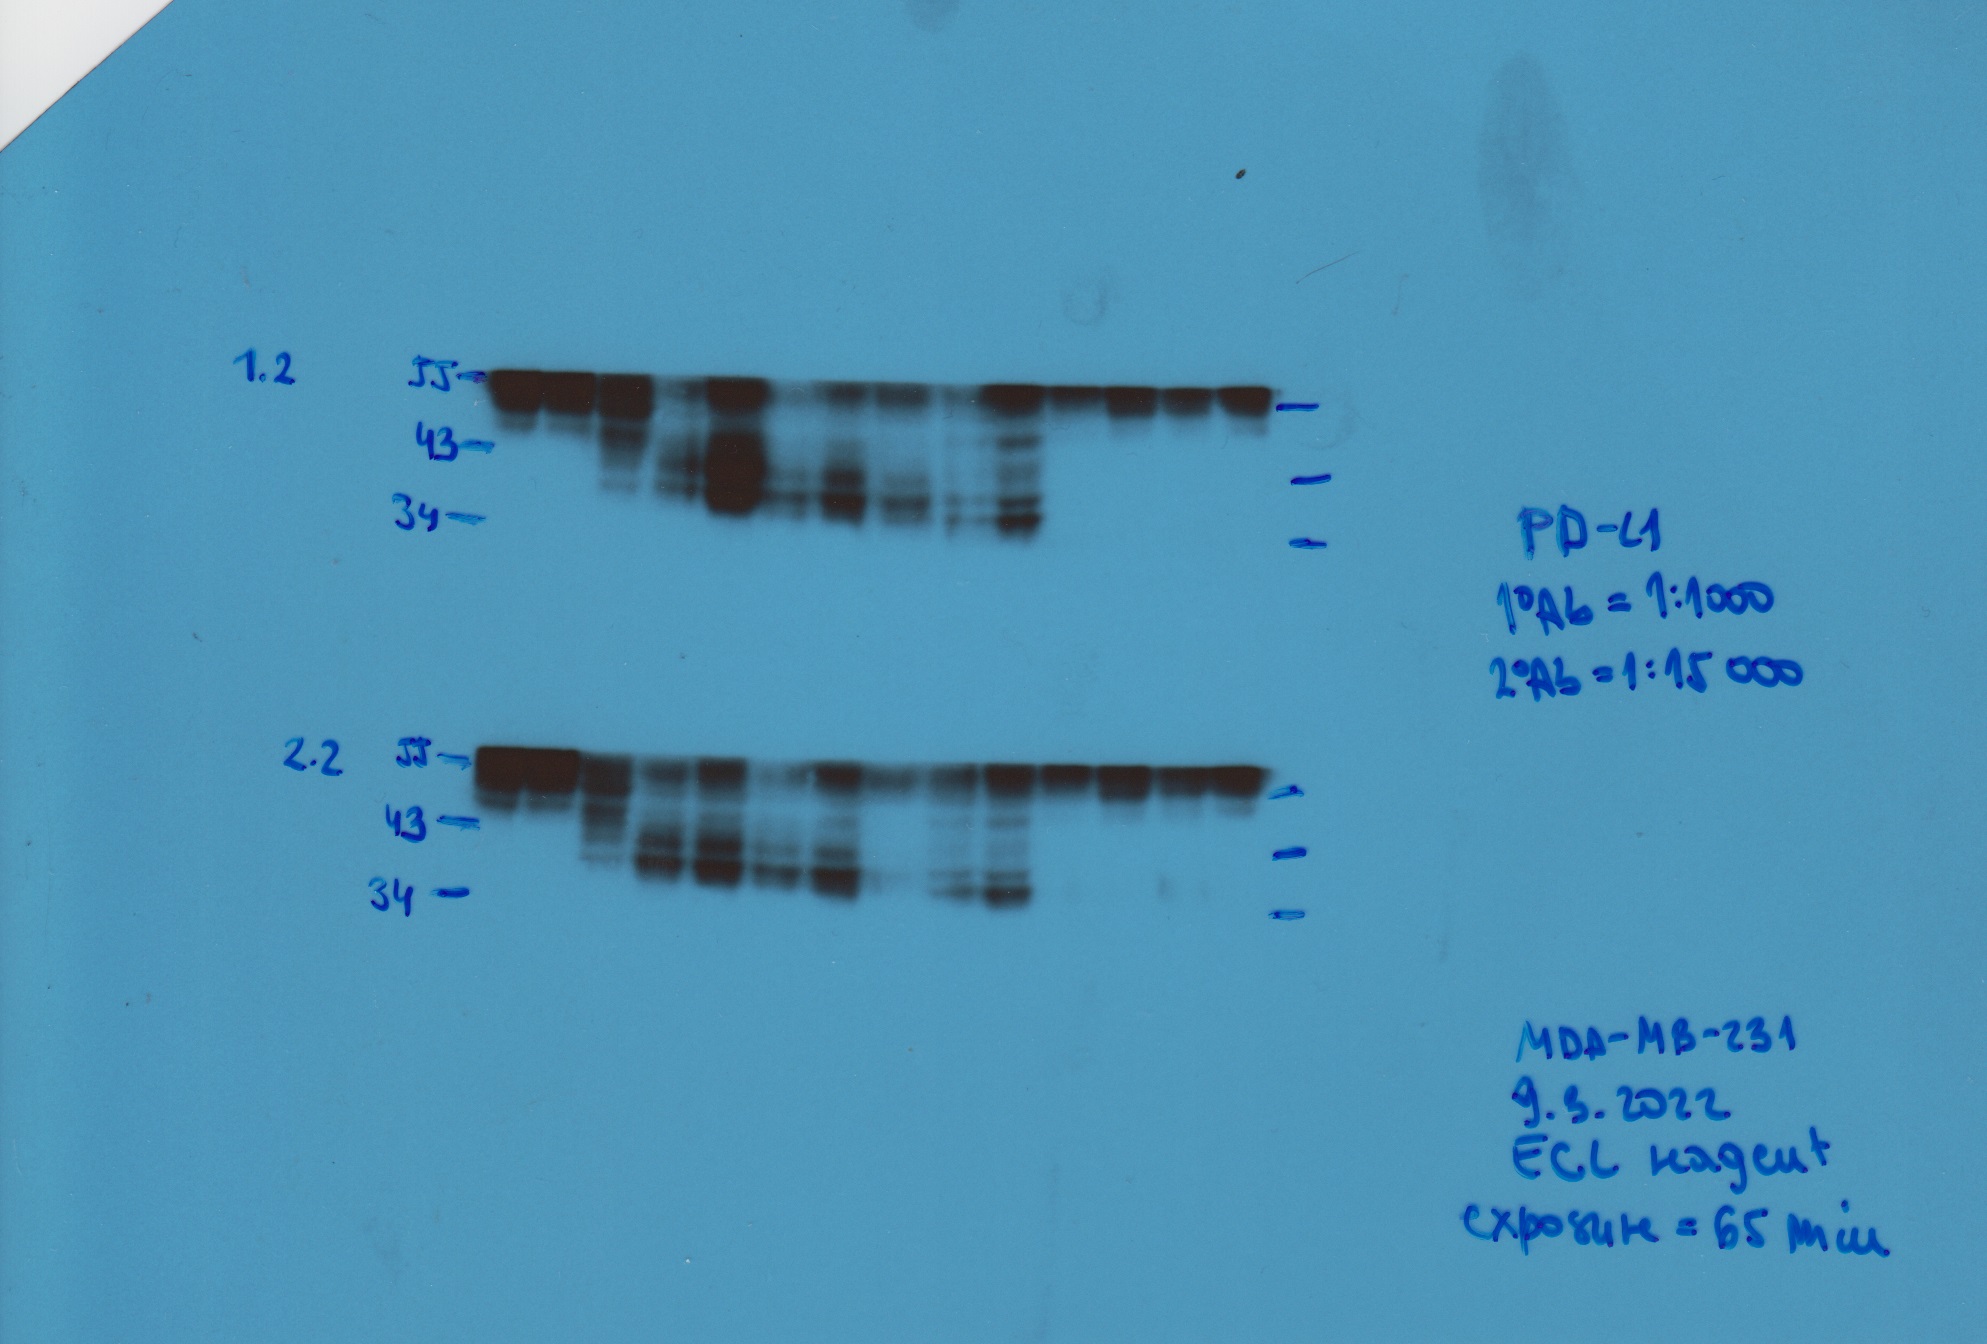 1.2
55
43
34
PD-L1
1°Ab = 1:1000
2°Ab = 1:15 000
2.2
55
43
34
MDA-MB-231
9.3.2022
ECL reagent
exposure = 65 min